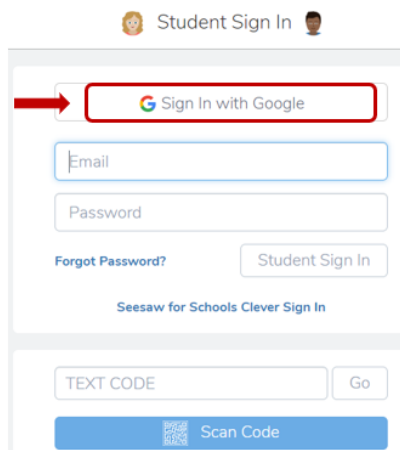 Student Sign In
Sign In with Google
Email
Password
Forgot Password?
Student Sign In
Seesaw for Schools Clever Sign In
TEXT CODE
Go
Scan Code